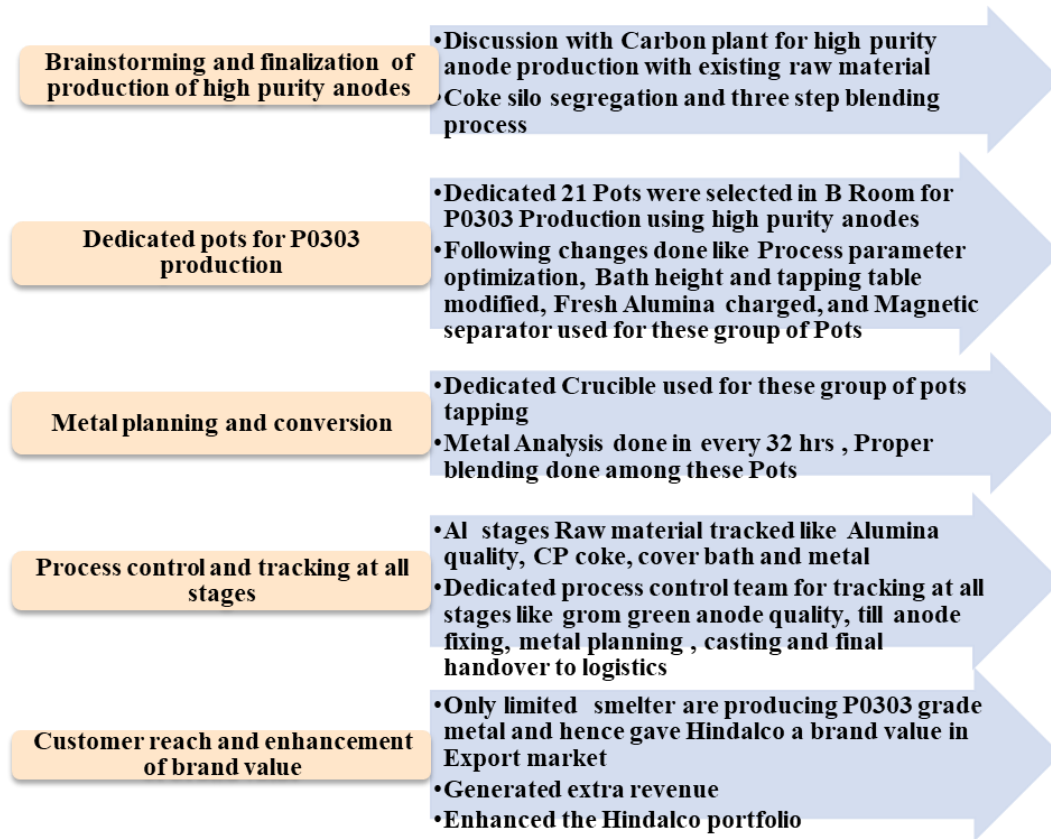 Brainstorming and finalization of
production of high purity anodes
•Discussion with Carbon plant for high purity
anode production with existing raw material
•Coke silo segregation and three step blending
process
Dedicated pots for P0303
production
•Dedicated 21 Pots were selected in B Room for
P0303 Production using high purity anodes
•Following changes done like Process parameter
optimization, Bath height and tapping table
modified, Fresh Alumina charged, and Magnetic
separator used for these group of Pots
Metal planning and conversion
•Dedicated Crucible used for these group of pots
tapping
•Metal Analysis done in every 32 hrs , Proper
blending done among these Pots
Process control and tracking at all
stages
•Al stages Raw material tracked like Alumina
quality, CP coke, cover bath and metal
•Dedicated process control team for tracking at all
stages like grom green anode quality, till anode
fixing, metal planning , casting and final
handover to logistics
Customer reach and enhancement
of brand value
•Only limited smelter are producing P0303 grade
metal and hence gave Hindalco a brand value in
Export market
•Generated extra revenue
•Enhanced the Hindalco portfolio